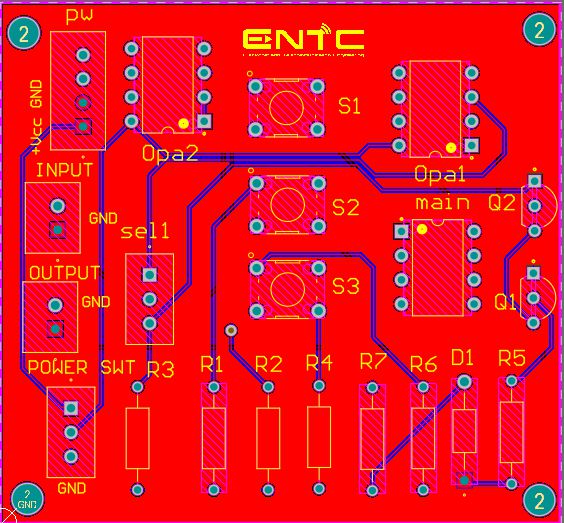 PW
2
2
ENTC
+Vcc GND
S1
Opa2
Opa1
INPUT
main
GND
S2
Q2
sel1
OUTPUT
GND
S3
Q1
POWER SWT
R3
R1
R2
R4
R7
R6
D1
R5
GND
2
GND
2